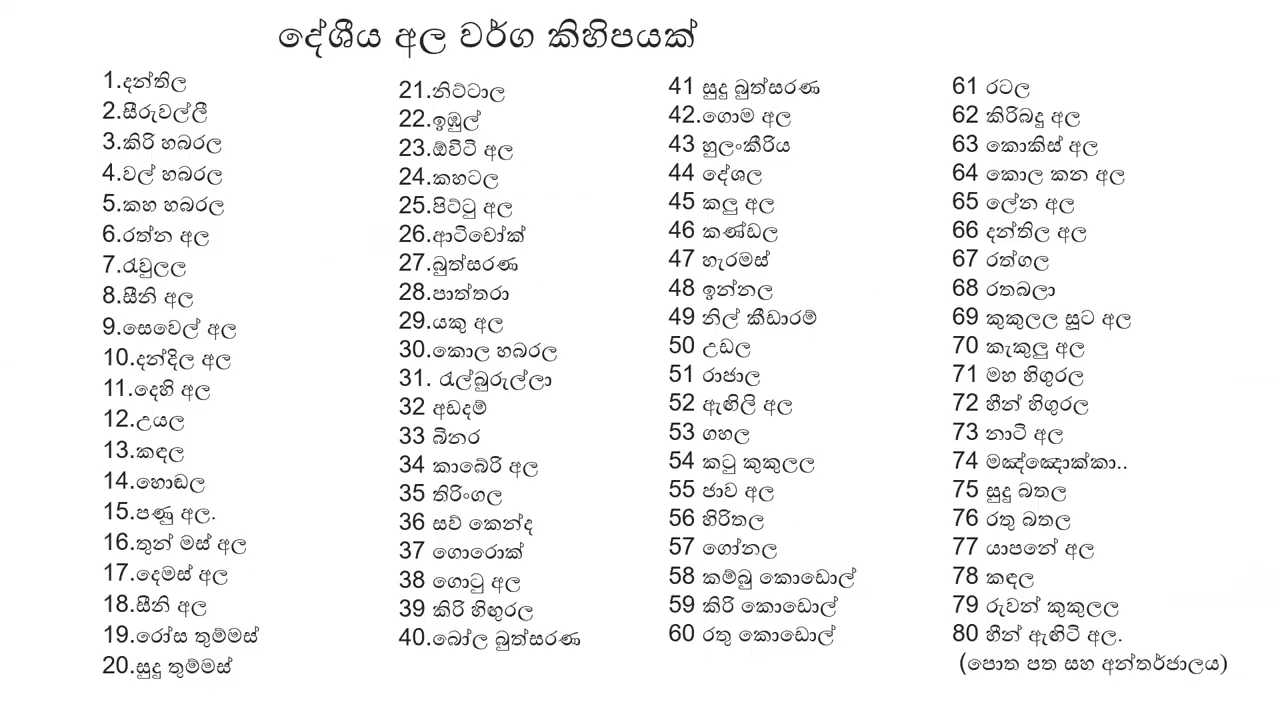 දේශීය අල වර්ග කිහිපයක්
1.දන්තිල
2.සීරුවල්ලී
3.කිරි හබරල
4.වල් හබරල
5.කහ හබරල
6.රත්න අල
7.රැවුලල
8.සීනි අල
9.සෙවෙල් අල
10.දන්දිල අල
11.දෙහි අල
12.උයල
13.කඳල
14.හොඬල
15.පණු අල.
16.තුන් මස් අල
17.දෙමස් අල
18.සීනි අල
19.රෝස තුම්මස්
20.සුදු තුම්මස්
21.නිට්ටාල
22.ඉඹුල්
23.ඕවිටි අල
24.කහටල
25.පිට්ටු අල
26.ආටිචෝක්
27.බුත්සරණ
28.පාත්තරා
29.යකු අල
30.කොල හබරල
31. රැල්බුරුල්ලා
32 අඩදම්
33 බිනර
34 කාබේරි අල
35 තිරිංගල
36 සව් කෙන්ද
37 ගොරොක්
38 ගොටු අල
39 කිරි හිඟුරල
40.බෝල බුත්සරණ
41 සුදු බුත්සරණ
42.ගොම අල
43 හුලංකීරිය
44 දේශල
45 කලු අල
46 කණ්ඩල
47 හැරමස්
48 ඉන්නල
49 නිල් කීඩාරම්
50 උඩල
51 රාජාල
52 ඇඟිලි අල
53 ගහල
54 කටු කුකුලල
55 ජාව අල
56 හිරිතල
57 ගෝනල
58 කම්බු කොඩොල්
59 කිරි කොඩොල්
60 රතු කොඩොල්
61 රටල
62 කිරිබදු අල
63 කොකිස් අල
64 කොල කන අල
65 ලේන අල
66 දන්තිල අල
67 රත්ගල
68 රතබලා
69 කුකුලල සුට අල
70 කැකුලු අල
71 මහ හිගුරල
72 හීන් හිගුරල
73 නාටි අල
74 මඤ්ඤොක්කා..
75 සුදු බතල
76 රතු බතල
77 යාපනේ අල
78 කඳල
79 රුවන් කුකුලල
80 හීන් ඇඟිටි අල.
(පොත පත සහ අන්තර්ජාලය)